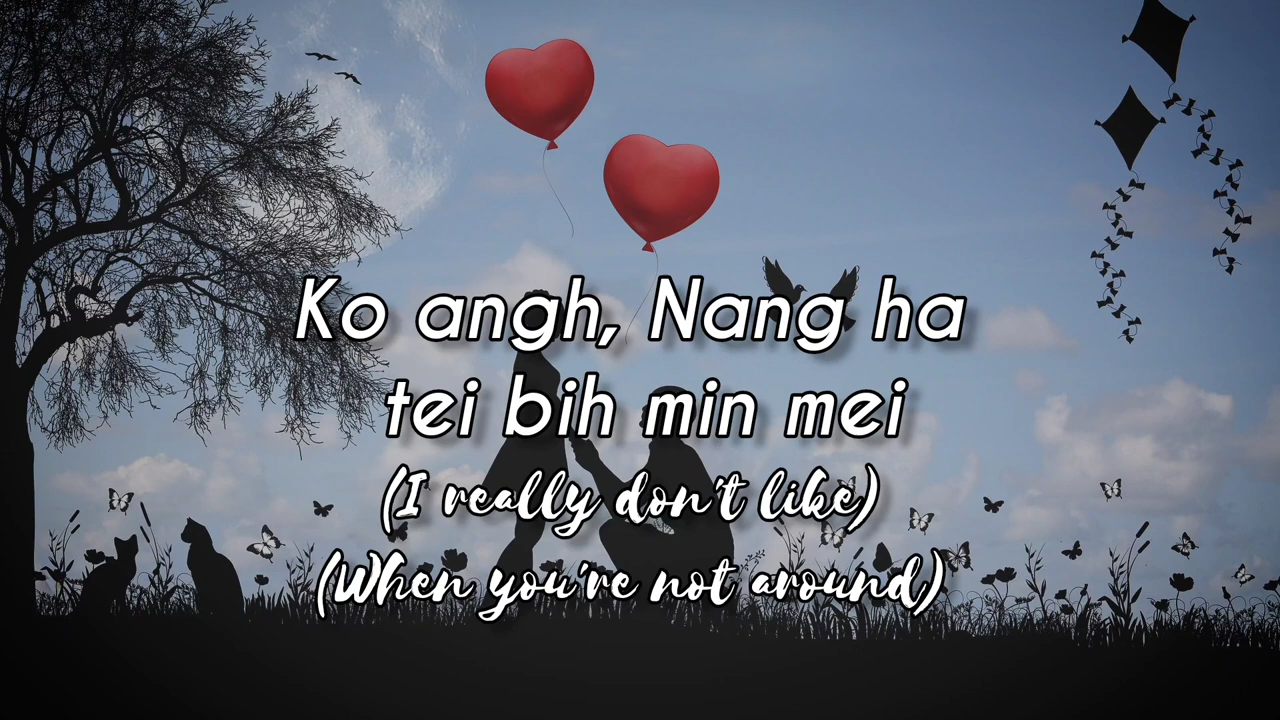 Ko angh, Nang ha
tei bih min mei
(I really don't like)
(When you're not around)